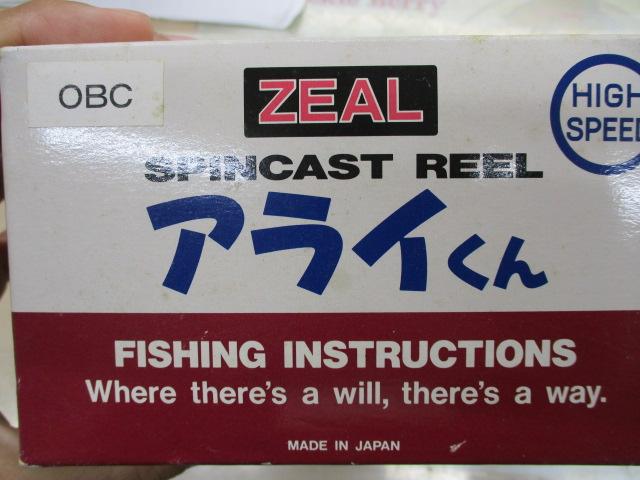 OBC
ZEAL
HIGH
SPEED
SPINCAST REEL
アライくん
FISHING INSTRUCTIONS
Where there's a will, there's a way.
MADE IN JAPAN